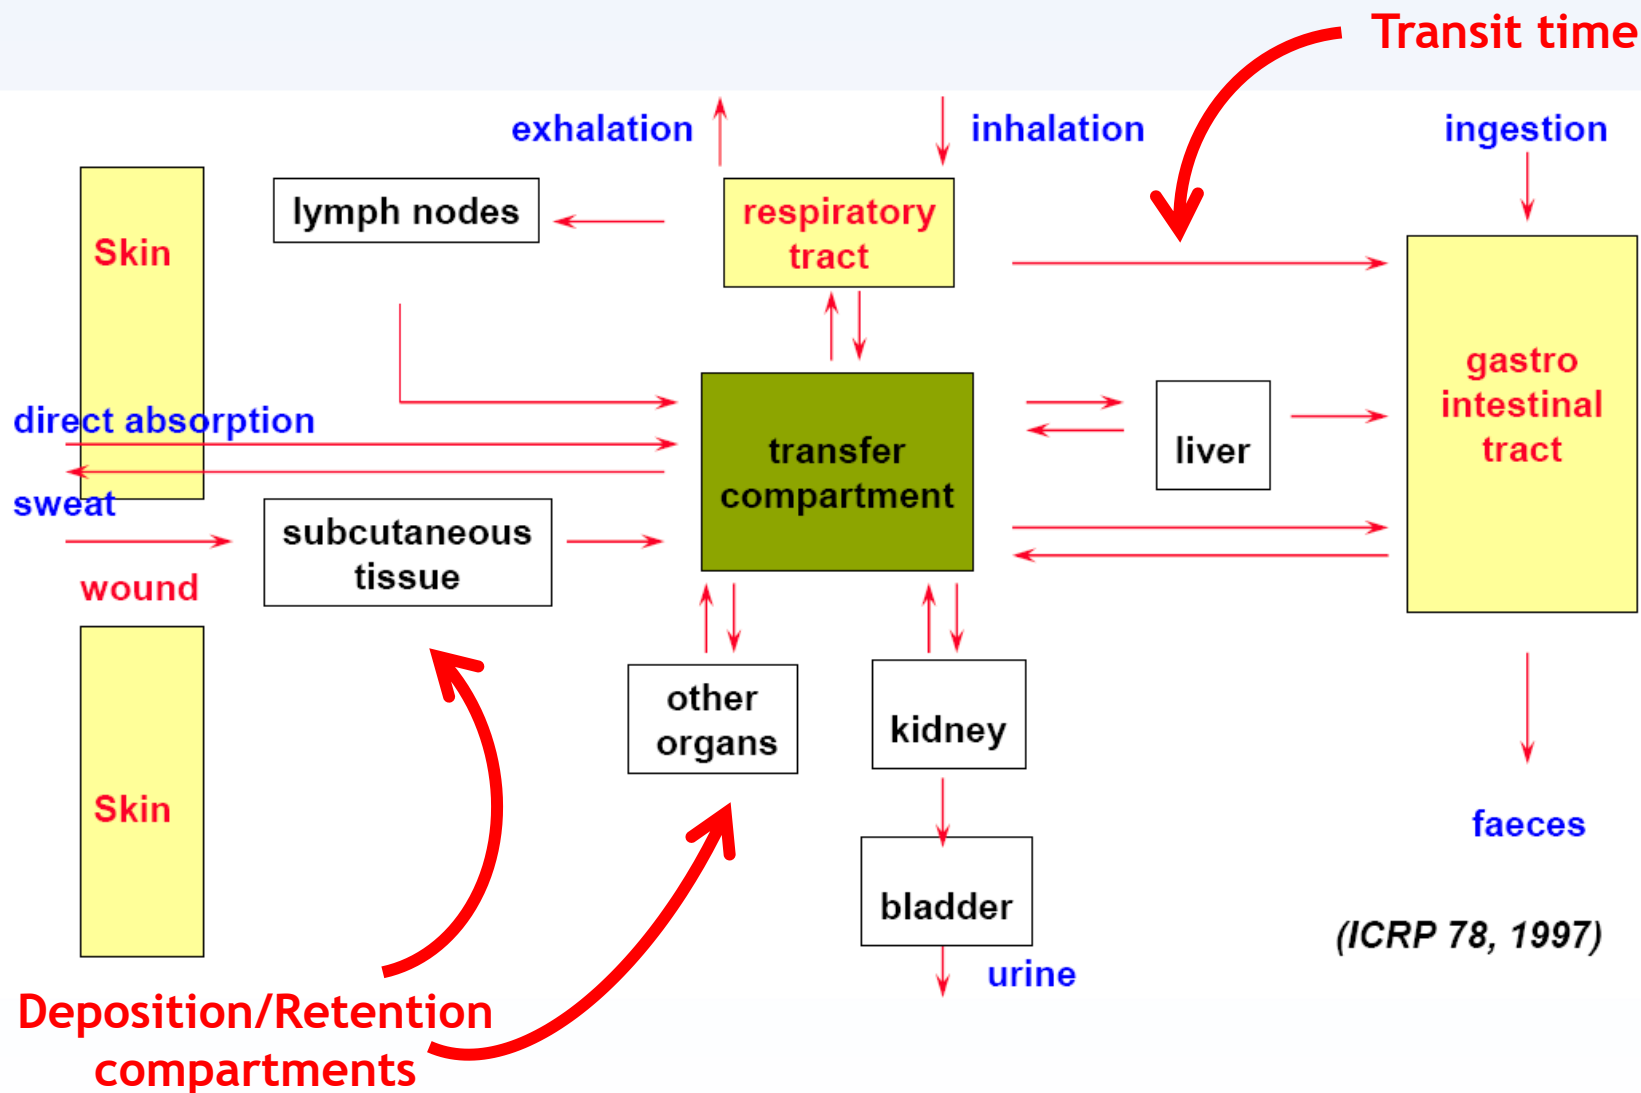 Transit time
exhalation
inhalation
ingestion
lymph nodes
respiratory
tract
Skin
gastro
intestinal
tract
direct absorption
transfer
compartment
liver
sweat
subcutaneous
tissue
wound
other
organs
kidney
Skin
faeces
bladder
(ICRP 78, 1997)
urine
Deposition/Retention
compartments